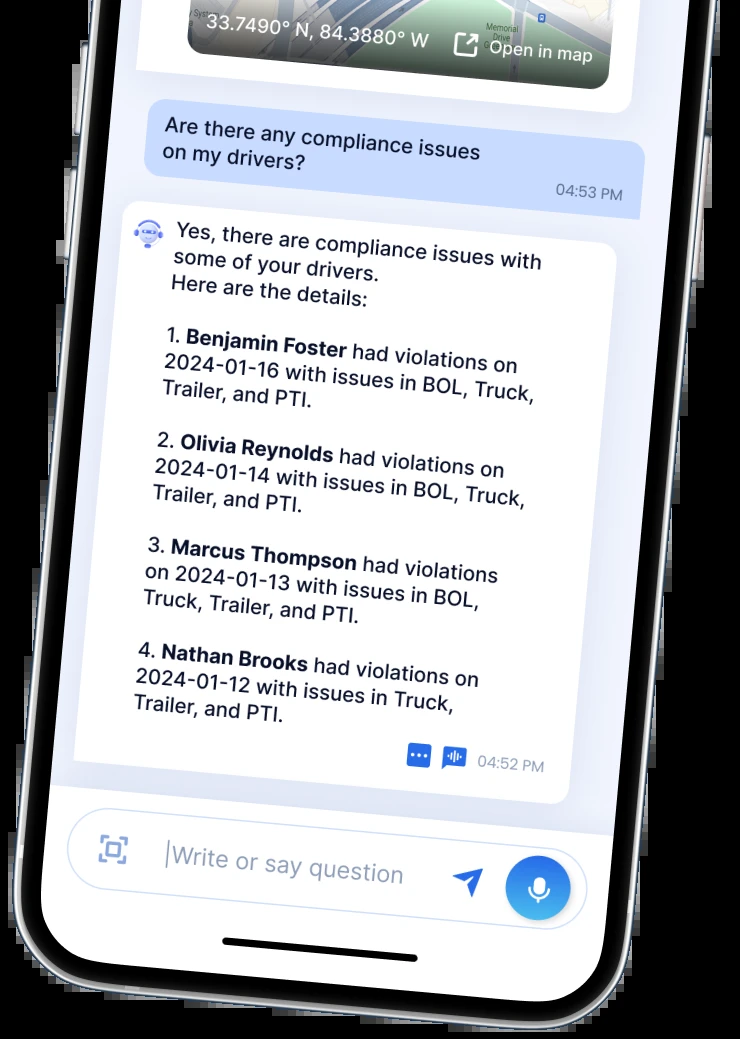 System
33.7490° N, 84.3880° W
Memorial
Drive
Open in map
Are there any compliance issues
on my drivers?
04:53 PM
Yes, there are compliance issues with
some of your drivers.
Here are the details:
1. Benjamin Foster had violations on
2024-01-16 with issues in BOL, Truck,
Trailer, and PTI.
2. Olivia Reynolds had violations on
2024-01-14 with issues in BOL, Truck,
Trailer, and PTI.
3. Marcus Thompson had violations
on 2024-01-13 with issues in BOL,
Truck, Trailer, and PTI.
4. Nathan Brooks had violations on
2024-01-12 with issues in Truck,
Trailer, and PTI.
04:52 PM
Write or say question